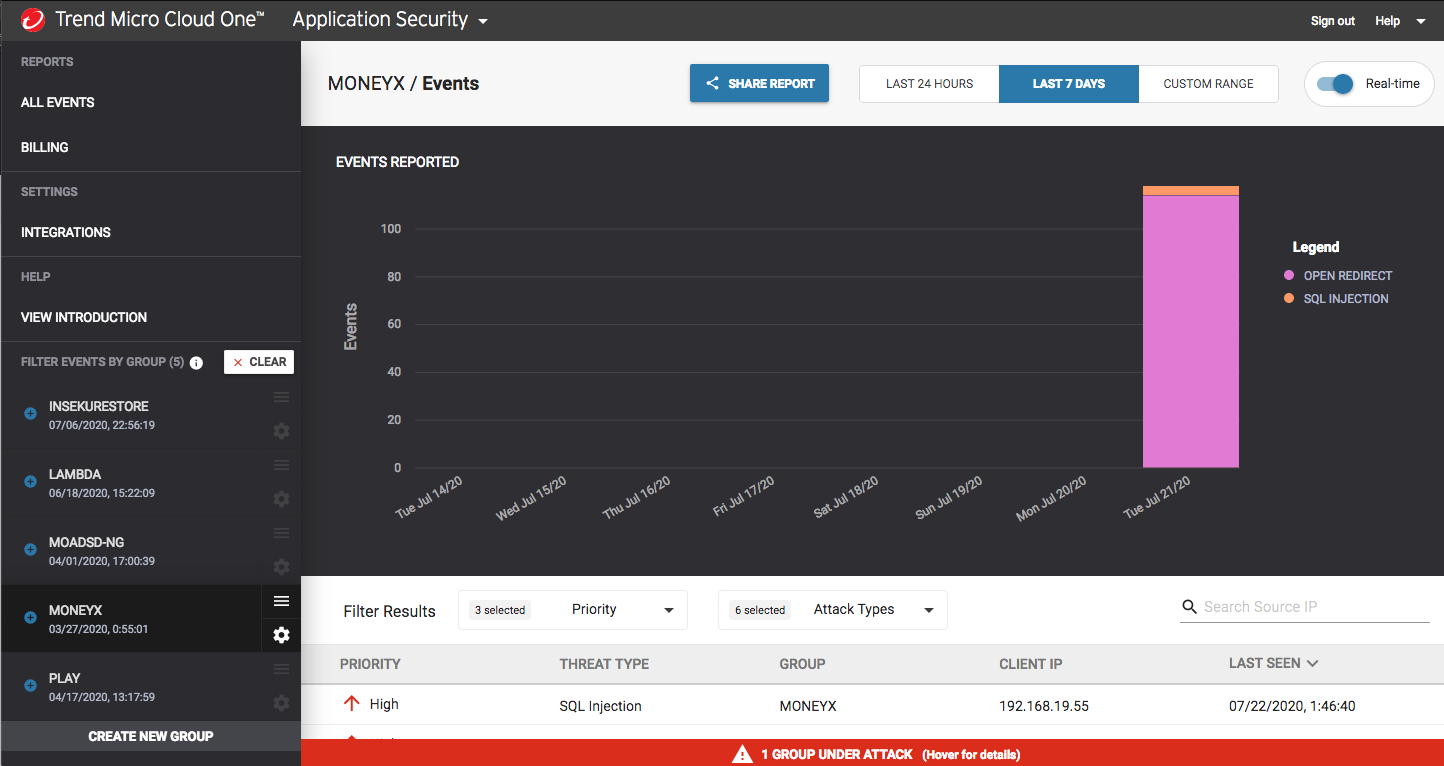 Trend Micro Cloud One™ Application Security
Sign out Help
REPORTS
ALL EVENTS
BILLING
SETTINGS
INTEGRATIONS
HELP
VIEW INTRODUCTION
FILTER EVENTS BY GROUP (5) i × CLEAR
INSEKURESTORE
07/06/2020, 22:56:19
LAMBDA
06/18/2020, 15:22:09
MOADSD-NG
04/01/2020, 17:00:39
MONEYX
03/27/2020, 0:55:01
PLAY
04/17/2020, 13:17:59
CREATE NEW GROUP
MONEYX / Events
SHARE REPORT
LAST 24 HOURS LAST 7 DAYS CUSTOM RANGE
Real-time
EVENTS REPORTED
Events
100
80
60
40
20
0
Tue Jul 14/20 Wed Jul 15/20 Thu Jul 16/20 Fri Jul 17/20 Sat Jul 18/20 Sun Jul 19/20 Mon Jul 20/20 Tue Jul 21/20
Legend
OPEN REDIRECT
SQL INJECTION
Filter Results 3 selected Priority 6 selected Attack Types Search Source IP
PRIORITY THREAT TYPE GROUP CLIENT IP LAST SEEN
High SQL Injection MONEYX 192.168.19.55 07/22/2020, 1:46:40
1 GROUP UNDER ATTACK (Hover for details)